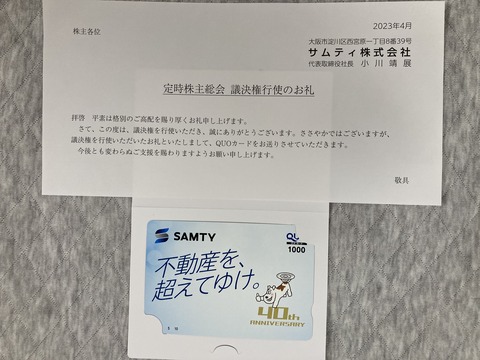 2023年4月
株主各位
大阪市淀川区西宮原一丁目8番39号
サムティ株式会社
代表取締役社長 小川靖展
定時株主総会 議決権行使のお礼
拝啓 平素は格別のご高配を賜り厚くお礼申し上げます。
さて、この度は、議決権を行使いただき、誠にありがとうございます。ささやかではございますが、
議決権を行使いただいたお礼といたしまして、QUOカードをお送りさせていただきます。
今後とも変わらぬご支援を賜わりますようお願い申し上げます。
敬具
SAMTY
1000
不動産を、
超えてゆけ。
40th
ANNIVERSARY